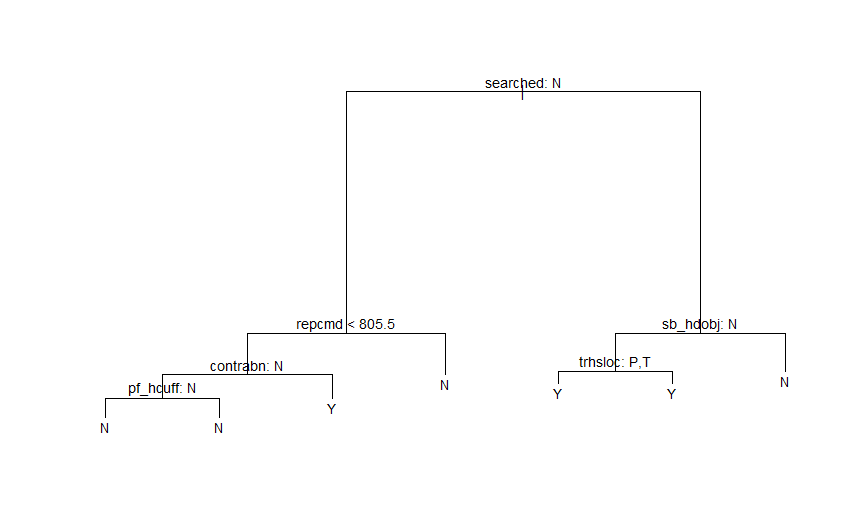 searched: N
repcmd < 805.5
sb_hdobj: N
contrabn: N
trhsloc: P,T
pf_hcuff: N
N
N
Y
N
Y
Y
N